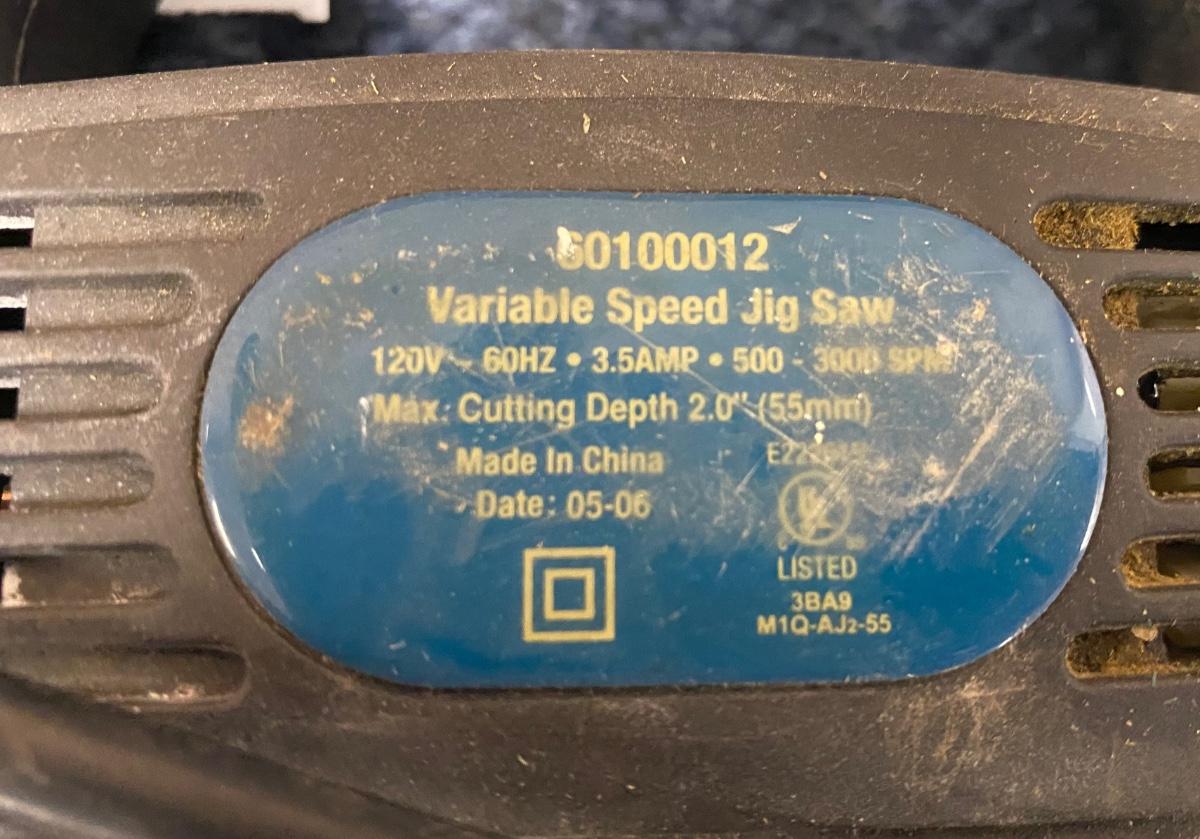 60100012
Variable Speed Jig Saw
120V ~ 60HZ • 3.5AMP • 500 - 3000 SPM
Max. Cutting Depth 2.0" (55mm)
Made In China
Date: 05-06
UL
LISTED
3BA9
M1Q-AJ2-55